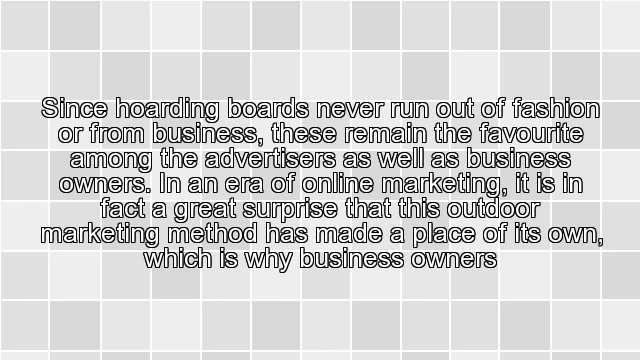 Since hoarding boards never run out of fashion
or from business, these remain the favourite
among the advertisers as well as business
owners. In an era of online marketing, it is in
fact a great surprise that this outdoor
marketing method has made a place of its own,
which is why business owners